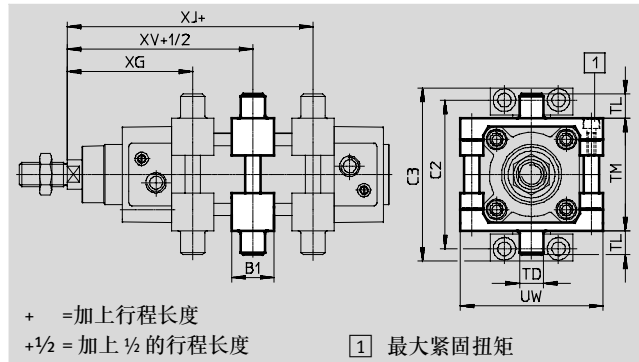 XJ+
XV+1/2
XG
B1
1
C3
C2
TL
TM
TL
TD
UW
+ =加上行程长度
+½ = 加上 ½ 的行程长度
1 最大紧固扭矩